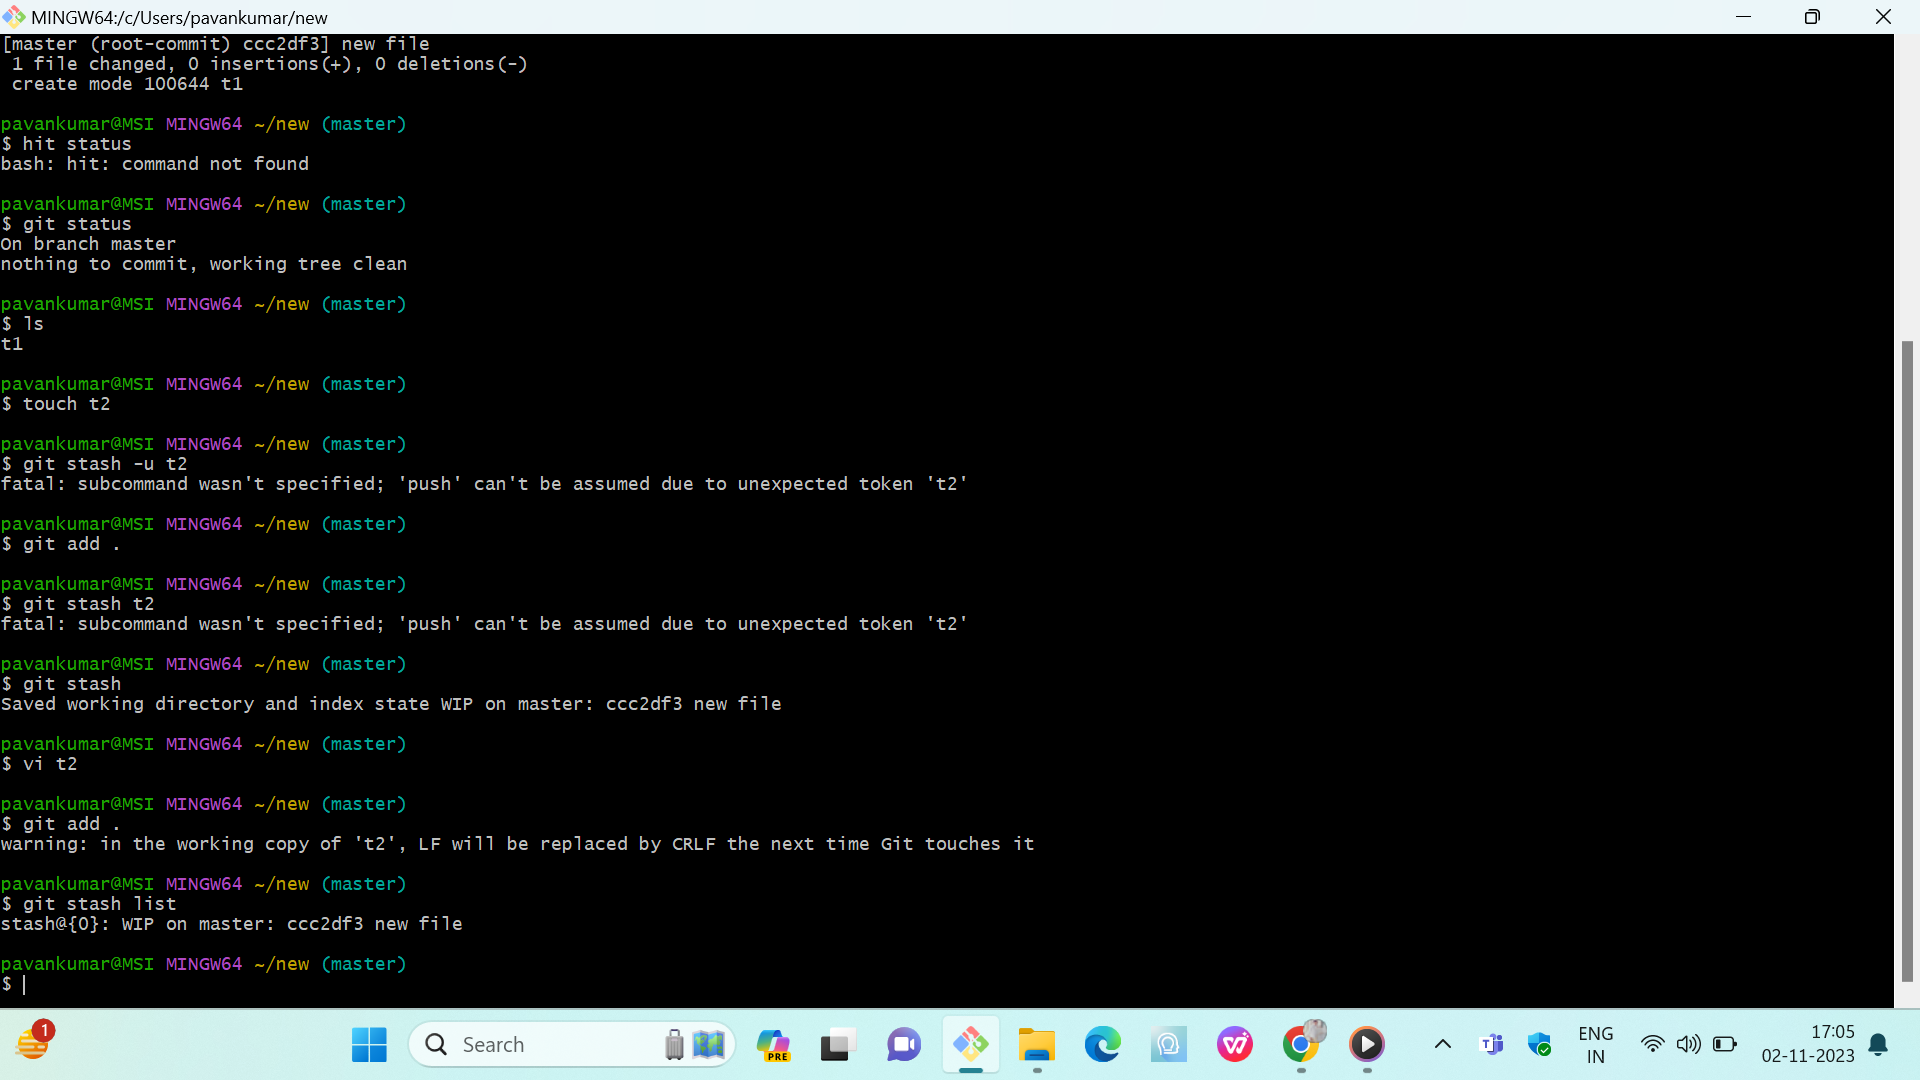 MINGW64:/c/Users/pavankumar/new
[master (root-commit) ccc2df3] new file
 1 file changed, 0 insertions(+), 0 deletions(-)
 create mode 100644 t1
pavankumar@MSI MINGW64 ~/new (master)
$ hit status
bash: hit: command not found
pavankumar@MSI MINGW64 ~/new (master)
$ git status
On branch master
nothing to commit, working tree clean
pavankumar@MSI MINGW64 ~/new (master)
$ ls
t1
pavankumar@MSI MINGW64 ~/new (master)
$ touch t2
pavankumar@MSI MINGW64 ~/new (master)
$ git stash -u t2
fatal: subcommand wasn't specified; 'push' can't be assumed due to unexpected token 't2'
pavankumar@MSI MINGW64 ~/new (master)
$ git add .
pavankumar@MSI MINGW64 ~/new (master)
$ git stash t2
fatal: subcommand wasn't specified; 'push' can't be assumed due to unexpected token 't2'
pavankumar@MSI MINGW64 ~/new (master)
$ git stash
Saved working directory and index state WIP on master: ccc2df3 new file
pavankumar@MSI MINGW64 ~/new (master)
$ vi t2
pavankumar@MSI MINGW64 ~/new (master)
$ git add .
warning: in the working copy of 't2', LF will be replaced by CRLF the next time Git touches it
pavankumar@MSI MINGW64 ~/new (master)
$ git stash list
stash@{0}: WIP on master: ccc2df3 new file
pavankumar@MSI MINGW64 ~/new (master)
$
1
Search
PRE
ENG
IN
17:05
02-11-2023